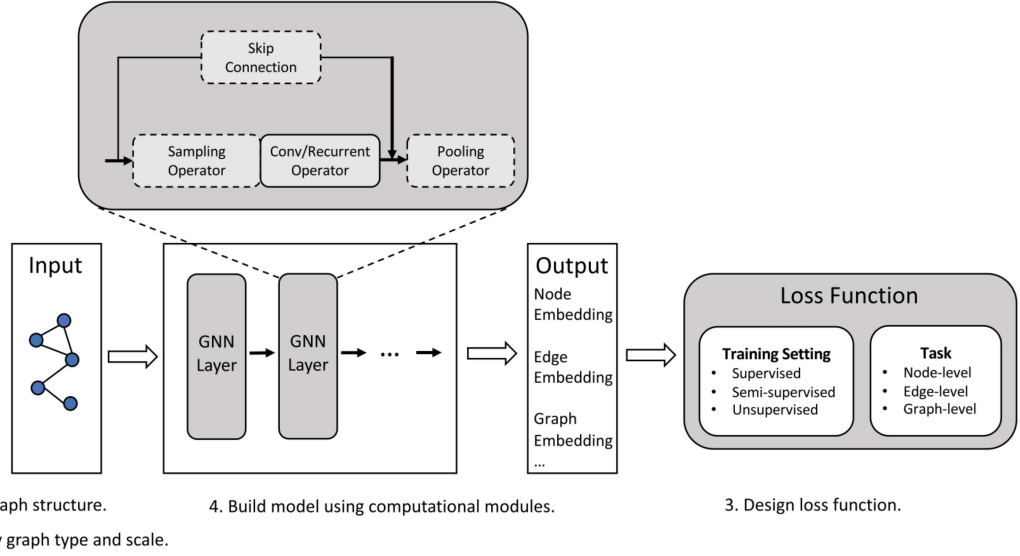 Skip
Connection
Sampling
Operator
Conv/Recurrent
Operator
Pooling
Operator
Input
GNN
Layer
GNN
Layer
...
Output
Node
Embedding
Edge
Embedding
Graph
Embedding
...
Loss Function
Training Setting
• Supervised
• Semi-supervised
• Unsupervised
Task
• Node-level
• Edge-level
• Graph-level
aph structure.
4. Build model using computational modules.
3. Design loss function.
graph type and scale.